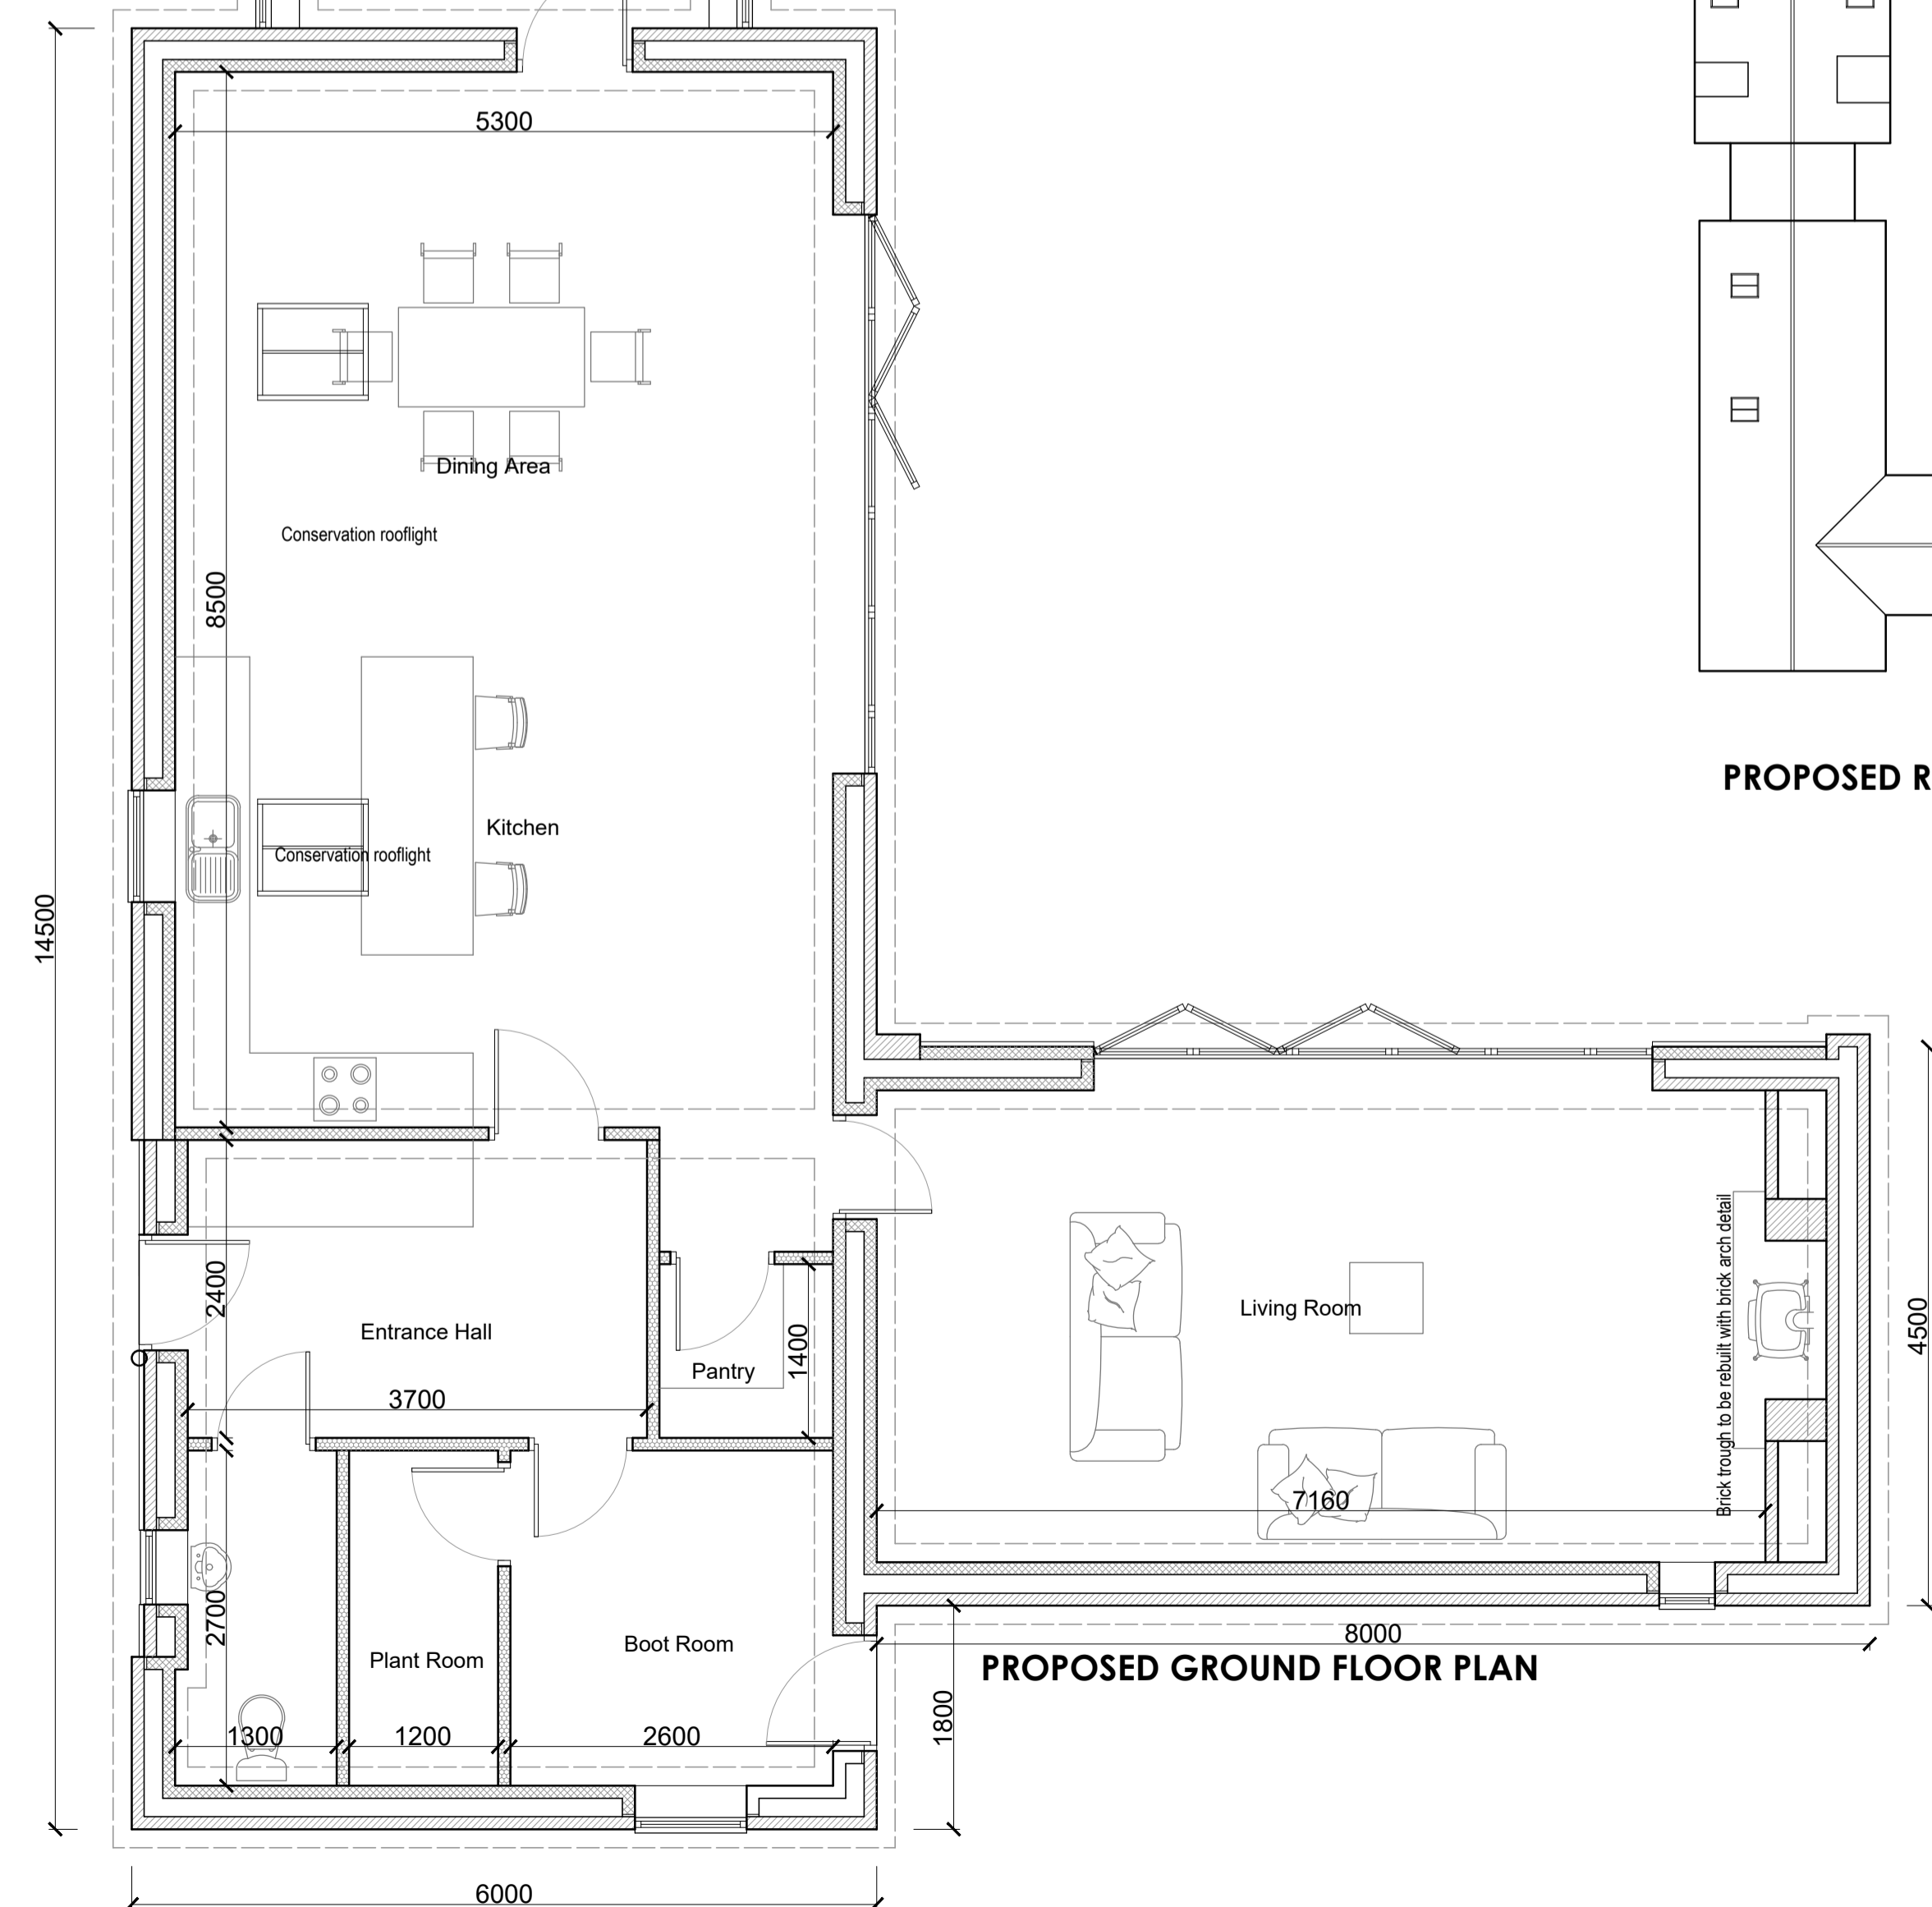 5300
Dining Area
Conservation rooflight
8500
PROPOSED R
Kitchen
Conservation rooflight
14500
2400
Entrance Hall
Living Room
Brick trough to be rebuilt with brick arch detail
4500
Pantry
1400
3700
7160
2700
Plant Room
Boot Room
8000
PROPOSED GROUND FLOOR PLAN
1800
1300
1200
2600
6000